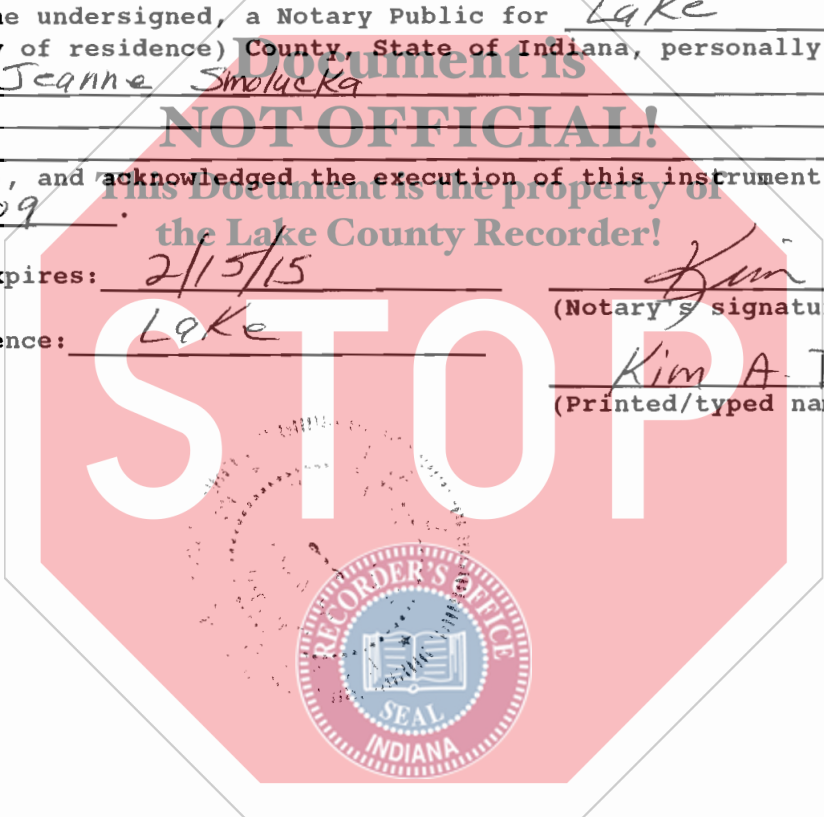 e undersigned, a Notary Public for Lake
of residence) County, State of Indiana, personally
Document is
Jeanne Smolucka
NOT OFFICIAL!
, and acknowledged the execution of this instrument
This Document is the property of
09.
the Lake County Recorder!
pires: 2/15/15
Kim
(Notary's signatu
ence: Lake
STOP
Kim A.
(Printed/typed na
RECORDER'S OFFICE
SEAL
INDIANA